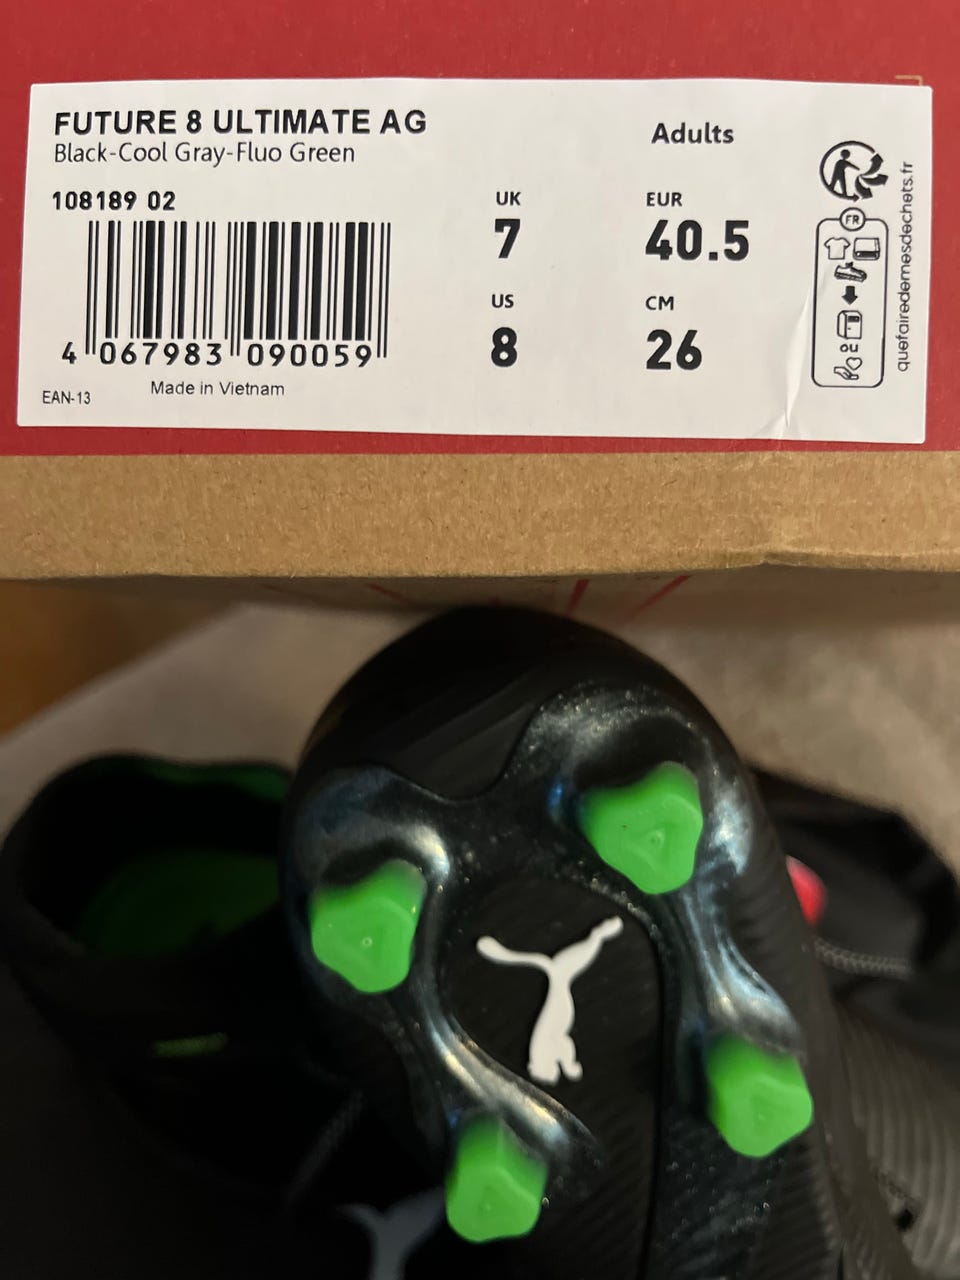 FUTURE 8 ULTIMATE AG
Black-Cool Gray-Fluo Green
Adults
108189 02
UK
7
EUR
40.5
US
8
CM
26
4 067983 090059
EAN-13
Made in Vietnam
FR
OU
quefairedemesdechets.fr